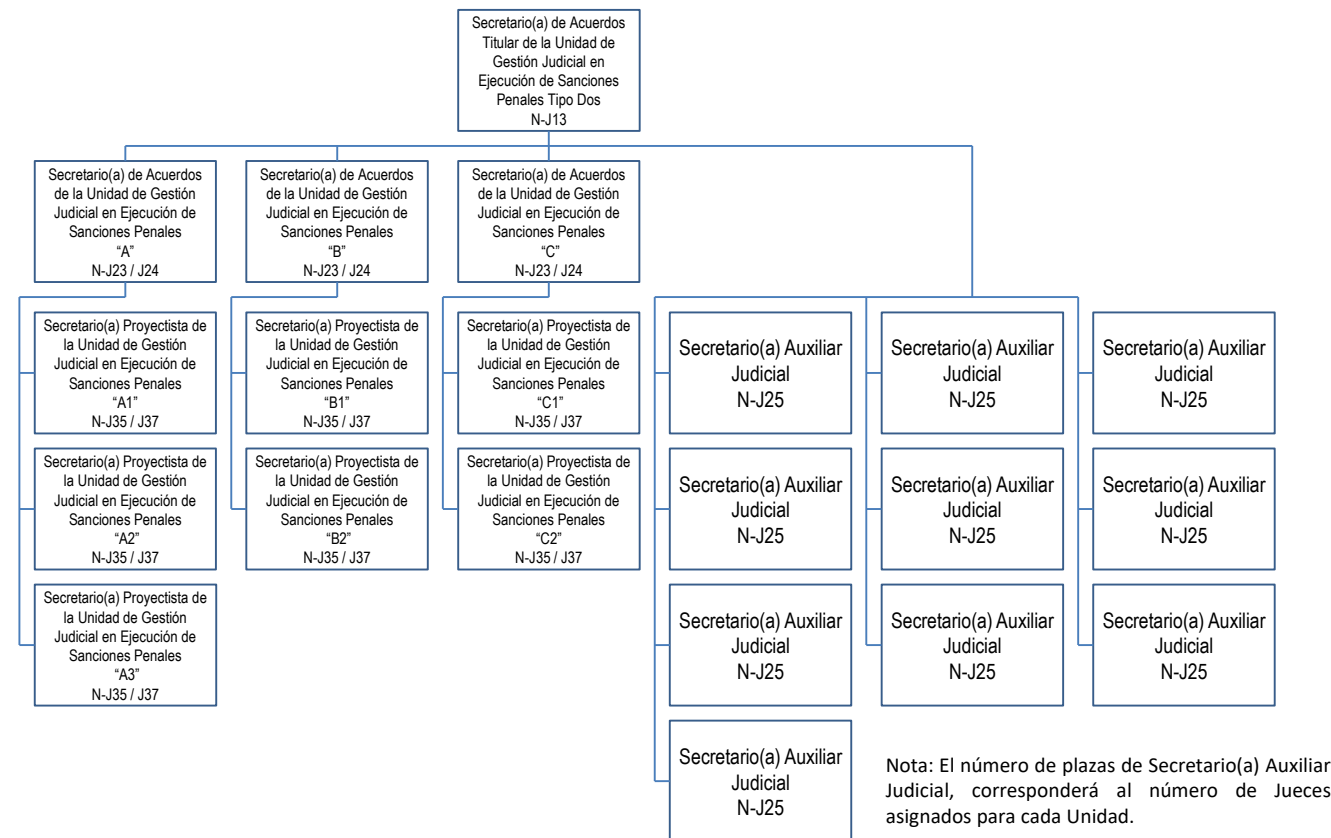 Secretario(a) de Acuerdos
Titular de la Unidad de
Gestión Judicial en
Ejecución de Sanciones
Penales Tipo Dos
N-J13
Secretario(a) de Acuerdos
de la Unidad de Gestión
Judicial en Ejecución de
Sanciones Penales
“A”
N-J23 / J24
Secretario(a) de Acuerdos
de la Unidad de Gestión
Judicial en Ejecución de
Sanciones Penales
“B”
N-J23 / J24
Secretario(a) de Acuerdos
de la Unidad de Gestión
Judicial en Ejecución de
Sanciones Penales
“C”
N-J23 / J24
Secretario(a) Proyectista de
la Unidad de Gestión
Judicial en Ejecución de
Sanciones Penales
“A1”
N-J35 / J37
Secretario(a) Proyectista de
la Unidad de Gestión
Judicial en Ejecución de
Sanciones Penales
“B1”
N-J35 / J37
Secretario(a) Proyectista de
la Unidad de Gestión
Judicial en Ejecución de
Sanciones Penales
“C1”
N-J35 / J37
Secretario(a) Auxiliar
Judicial
N-J25
Secretario(a) Auxiliar
Judicial
N-J25
Secretario(a) Auxiliar
Judicial
N-J25
Secretario(a) Proyectista de
la Unidad de Gestión
Judicial en Ejecución de
Sanciones Penales
“A2”
N-J35 / J37
Secretario(a) Proyectista de
la Unidad de Gestión
Judicial en Ejecución de
Sanciones Penales
“B2”
N-J35 / J37
Secretario(a) Proyectista de
la Unidad de Gestión
Judicial en Ejecución de
Sanciones Penales
“C2”
N-J35 / J37
Secretario(a) Auxiliar
Judicial
N-J25
Secretario(a) Auxiliar
Judicial
N-J25
Secretario(a) Auxiliar
Judicial
N-J25
Secretario(a) Proyectista de
la Unidad de Gestión
Judicial en Ejecución de
Sanciones Penales
“A3”
N-J35 / J37
Secretario(a) Auxiliar
Judicial
N-J25
Secretario(a) Auxiliar
Judicial
N-J25
Secretario(a) Auxiliar
Judicial
N-J25
Secretario(a) Auxiliar
Judicial
N-J25
Nota: El número de plazas de Secretario(a) Auxiliar
Judicial, corresponderá al número de Jueces
asignados para cada Unidad.